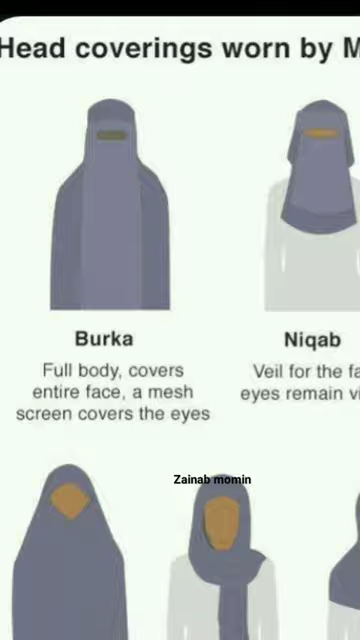 Head coverings worn by M
Burka
Full body, covers
entire face, a mesh
screen covers the eyes
Niqab
Veil for the fa
eyes remain vi
Zainab momin